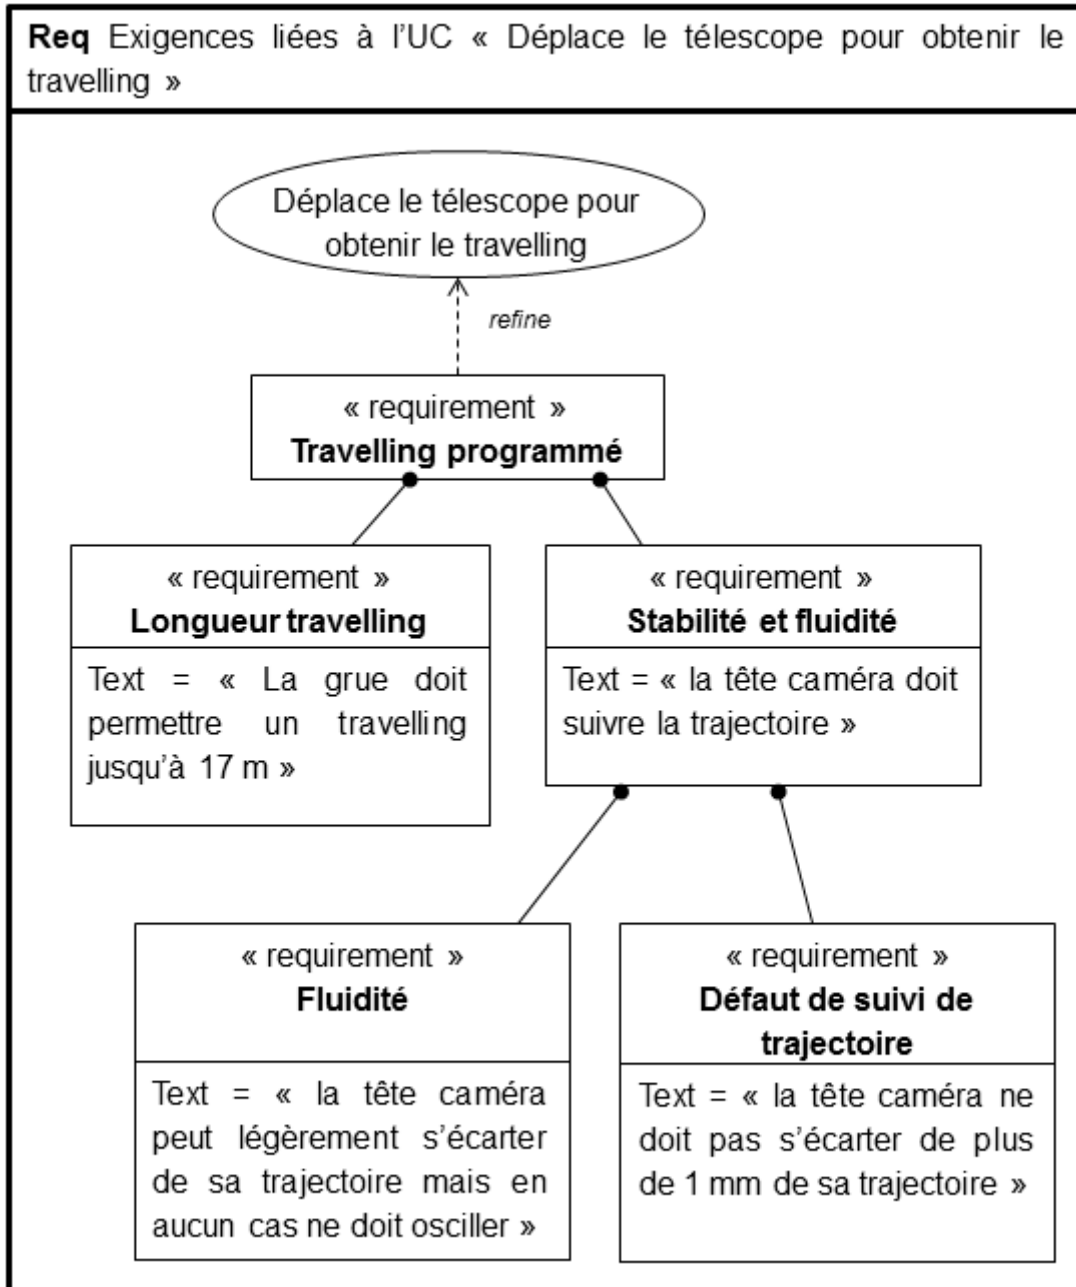 Req Exigences liées à l’UC « Déplace le télescope pour obtenir le
travelling »
Déplace le télescope pour
obtenir le travelling
refine
« requirement »
Travelling programmé
« requirement »
Longueur travelling
Text = « La grue doit
permettre un travelling
jusqu’à 17 m »
« requirement »
Stabilité et fluidité
Text = « la tête caméra doit
suivre la trajectoire »
« requirement »
Fluidité
Text = « la tête caméra
peut légèrement s’écarter
de sa trajectoire mais en
aucun cas ne doit osciller »
« requirement »
Défaut de suivi de
trajectoire
Text = « la tête caméra ne
doit pas s’écarter de plus
de 1 mm de sa trajectoire »